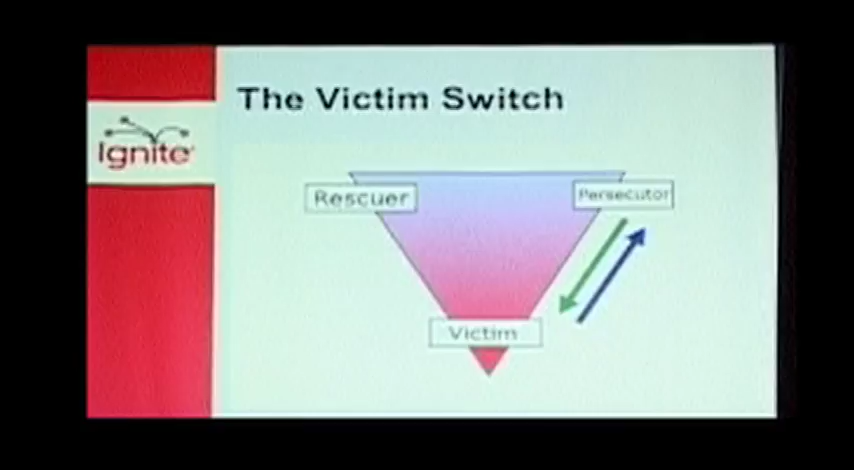 The Victim Switch
Ignite
Rescuer
Persecutor
Victim